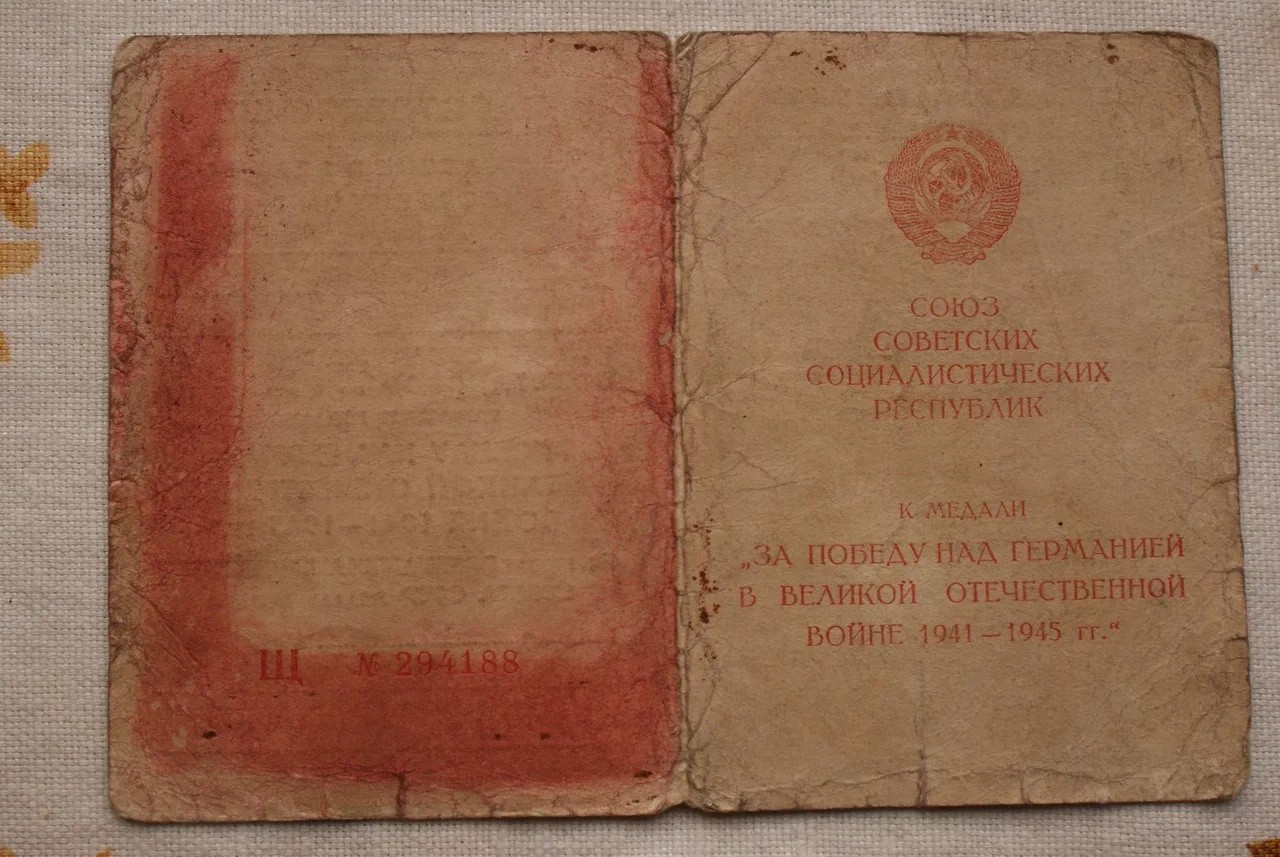 Щ № 294188
СОЮЗ
СОВЕТСКИХ
СОЦИАЛИСТИЧЕСКИХ
РЕСПУБЛИК
К МЕДАЛИ
„ЗА ПОБЕДУ НАД ГЕРМАНИЕЙ
В ВЕЛИКОЙ ОТЕЧЕСТВЕННОЙ
ВОЙНЕ 1941 — 1945 гг.“